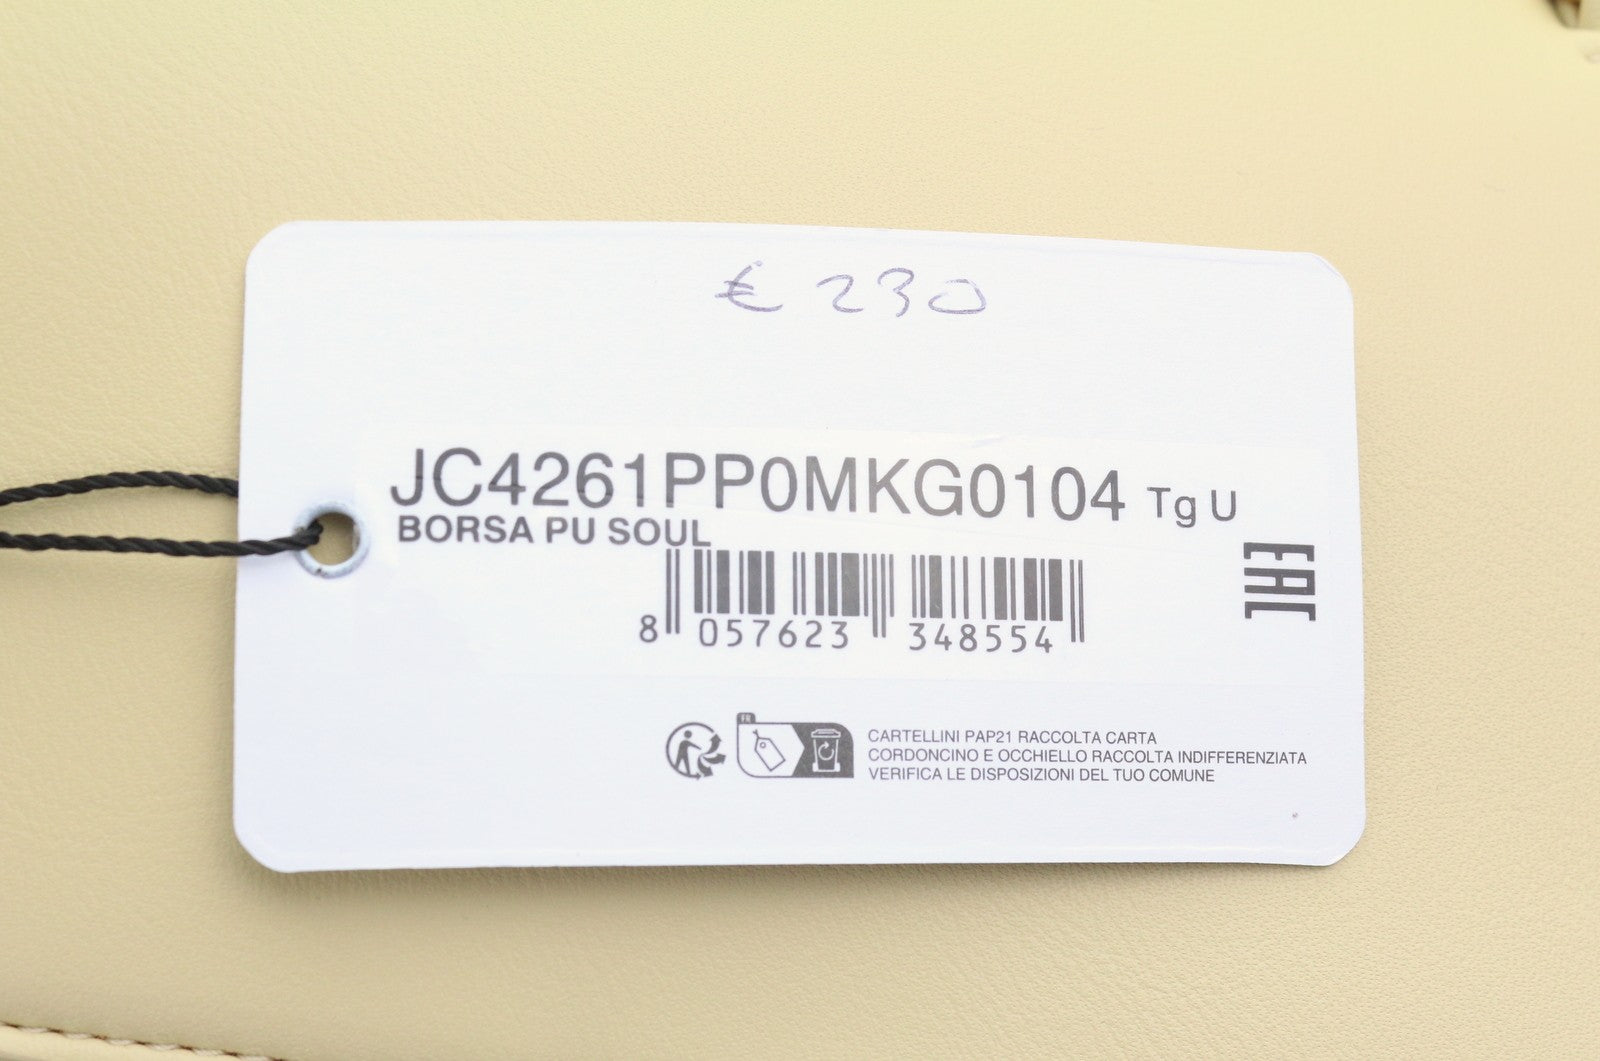 € 230
JC4261PP0MKG0104 Tg U
BORSA PU SOUL
EAC
8 057623 348554
FR
CARTELLINI PAP21 RACCOLTA CARTA
CORDONCINO E OCCHIELLO RACCOLTA INDIFFERENZIATA
VERIFICA LE DISPOSIZIONI DEL TUO COMUNE